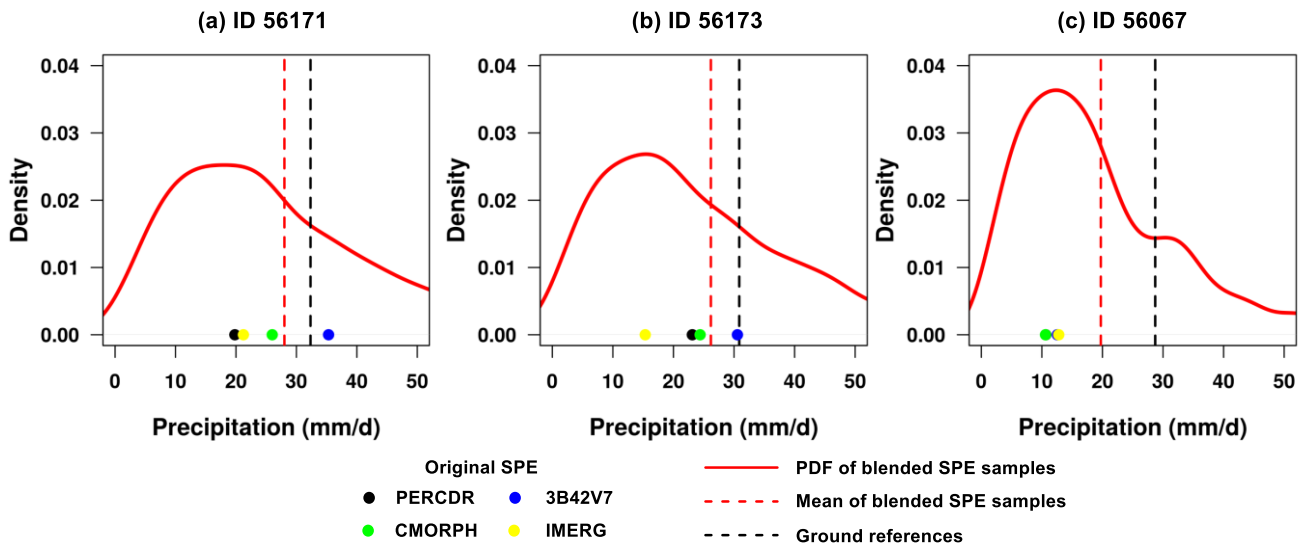 (a) ID 56171
(b) ID 56173
(c) ID 56067
Density
0.04
0.03
0.02
0.01
0.00
0 10 20 30 40 50
Precipitation (mm/d)
Density
0.04
0.03
0.02
0.01
0.00
0 10 20 30 40 50
Precipitation (mm/d)
Density
0.04
0.03
0.02
0.01
0.00
0 10 20 30 40 50
Precipitation (mm/d)
Original SPE
PERCDR
3B42V7
CMORPH
IMERG
PDF of blended SPE samples
Mean of blended SPE samples
Ground references